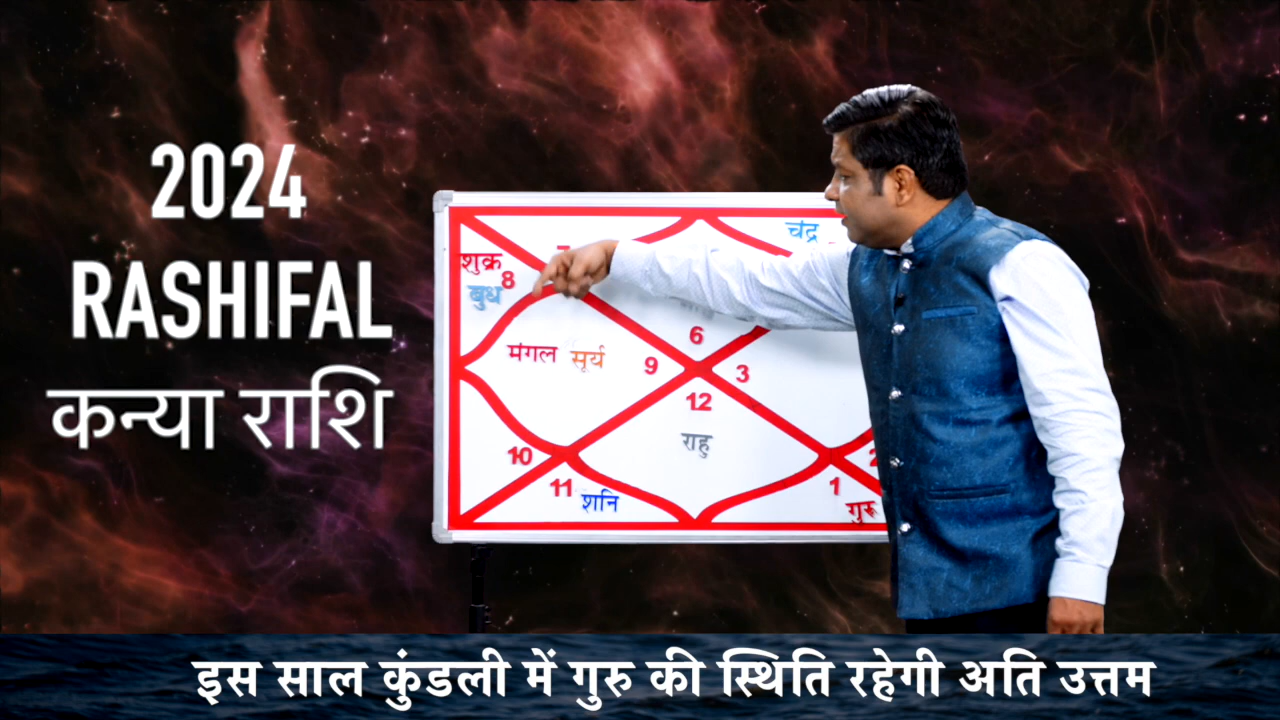 2024
RASHIFAL
कन्या राशि
चंद्र
शुक्र
8
बुध
6
मंगल सूर्य 9
3
12
राहु
10
11 शनि
1
गुरू
इस साल कुंडली में गुरु की स्थिति रहेगी अति उत्तम